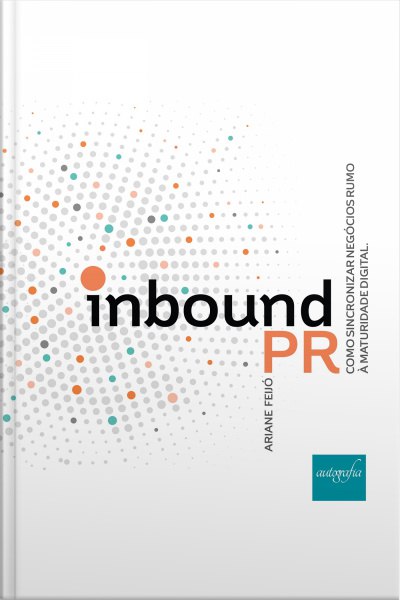 inbound
PR
COMO SINCRONIZAR NEGÓCIOS RUMO
À MATURIDADE DIGITAL.
ARIANE FEIJÓ
autografia